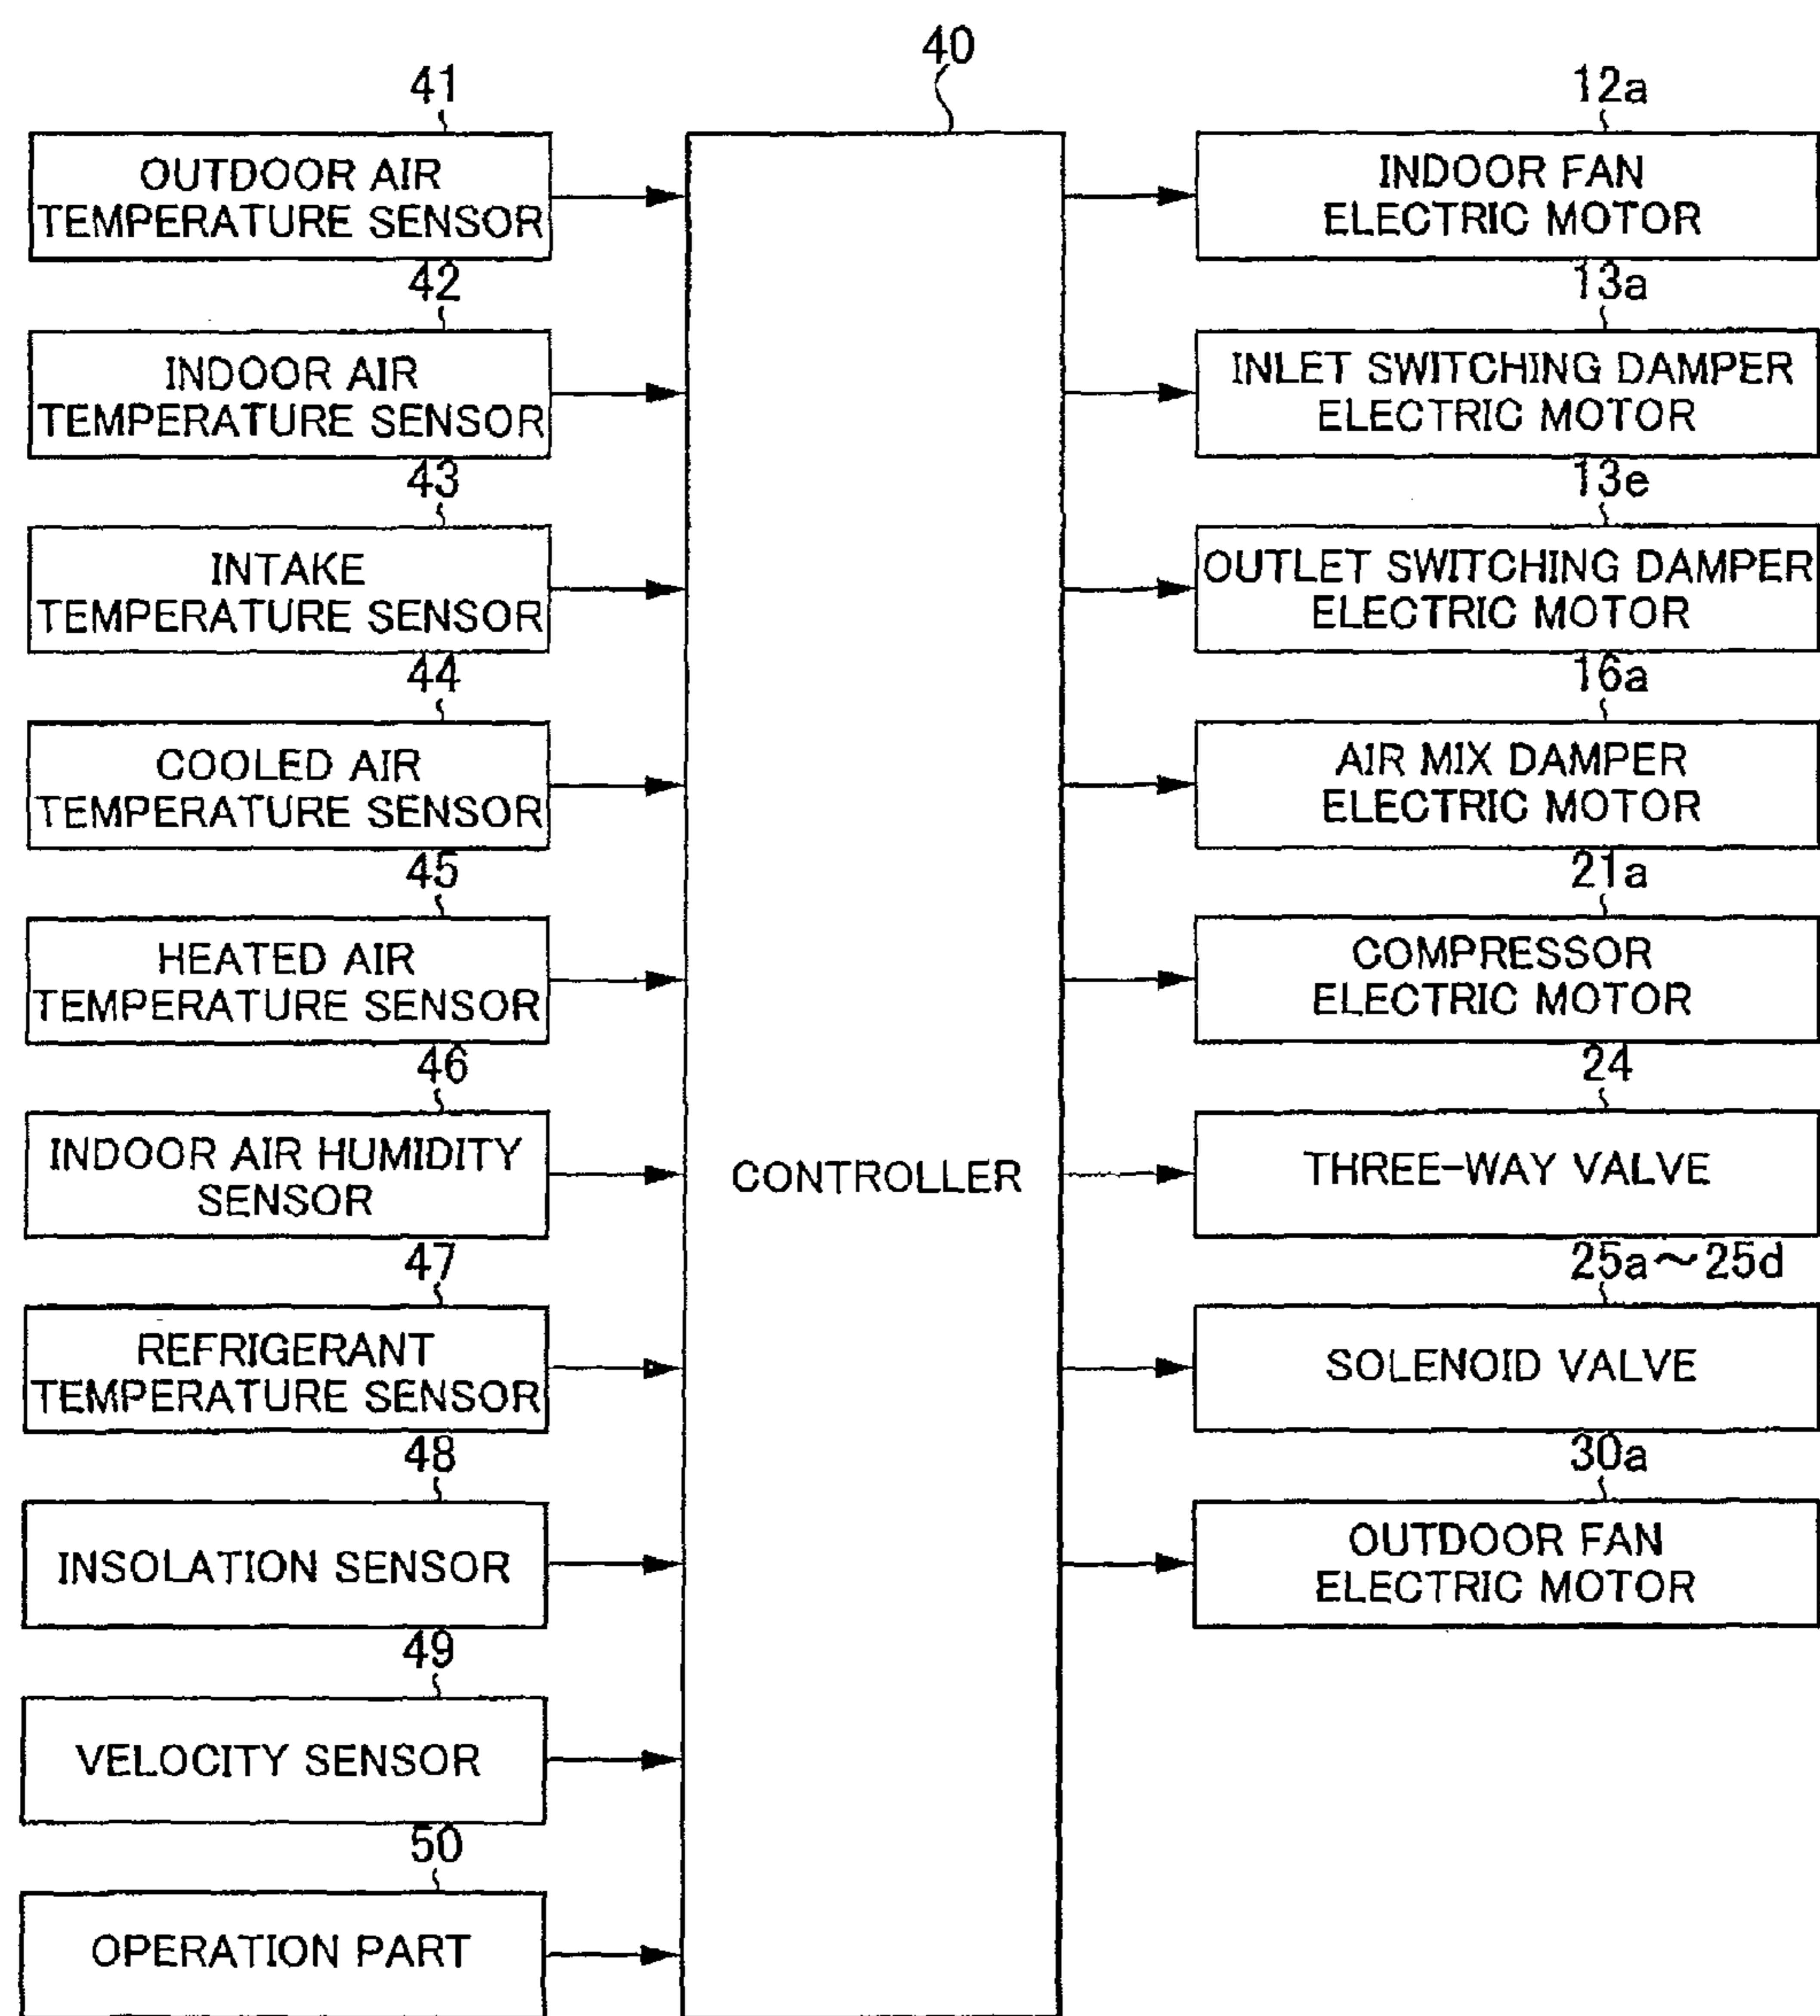 40
41
OUTDOOR AIR
TEMPERATURE SENSOR
42
INDOOR AIR
TEMPERATURE SENSOR
43
INTAKE
TEMPERATURE SENSOR
44
COOLED AIR
TEMPERATURE SENSOR
45
HEATED AIR
TEMPERATURE SENSOR
46
INDOOR AIR HUMIDITY
SENSOR
47
REFRIGERANT
TEMPERATURE SENSOR
48
INSOLATION SENSOR
49
VELOCITY SENSOR
50
OPERATION PART
CONTROLLER
12a
INDOOR FAN
ELECTRIC MOTOR
13a
INLET SWITCHING DAMPER
ELECTRIC MOTOR
13e
OUTLET SWITCHING DAMPER
ELECTRIC MOTOR
16a
AIR MIX DAMPER
ELECTRIC MOTOR
21a
COMPRESSOR
ELECTRIC MOTOR
24
THREE-WAY VALVE
25a～25d
SOLENOID VALVE
30a
OUTDOOR FAN
ELECTRIC MOTOR